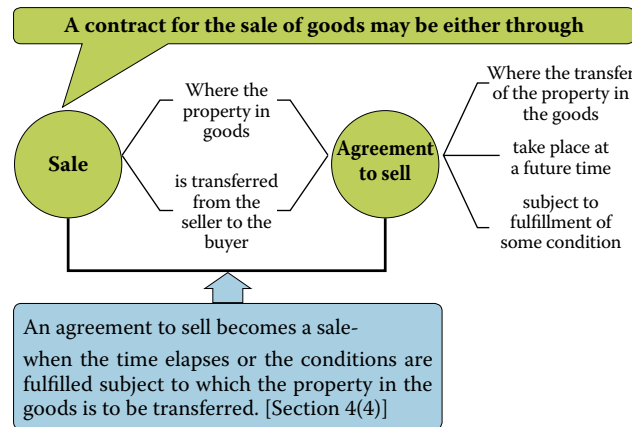 A contract for the sale of goods may be either through
Sale
Where the
property in
goods
is transferred
from the
seller to the
buyer
Agreement
to sell
Where the transfer
of the property in
the goods
take place at
a future time
subject to
fulfillment of
some condition
An agreement to sell becomes a sale-
when the time elapses or the conditions are
fulfilled subject to which the property in the
goods is to be transferred. [Section 4(4)]